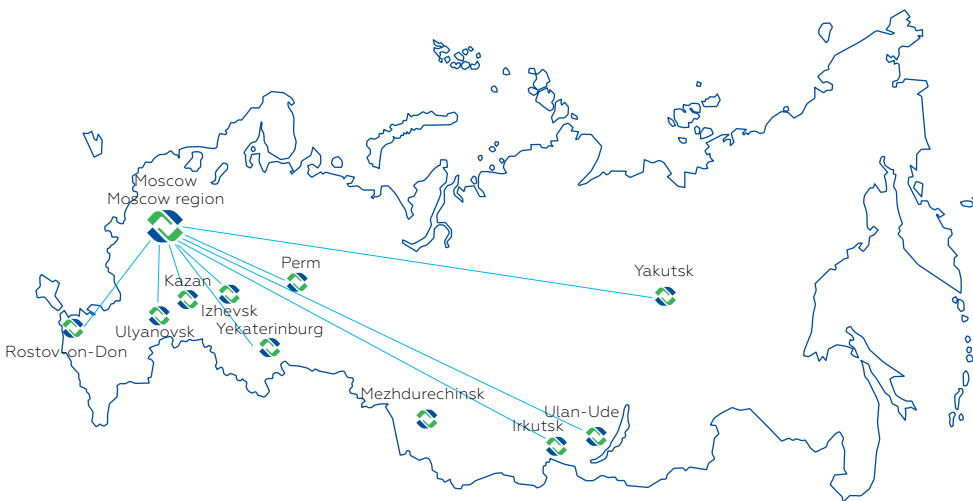 Moscow
Moscow region
Perm
Yakutsk
Kazan
Izhevsk
Ulyanovsk
Yekaterinburg
Rostov-on-Don
Mezhdurechinsk
Ulan-Ude
Irkutsk